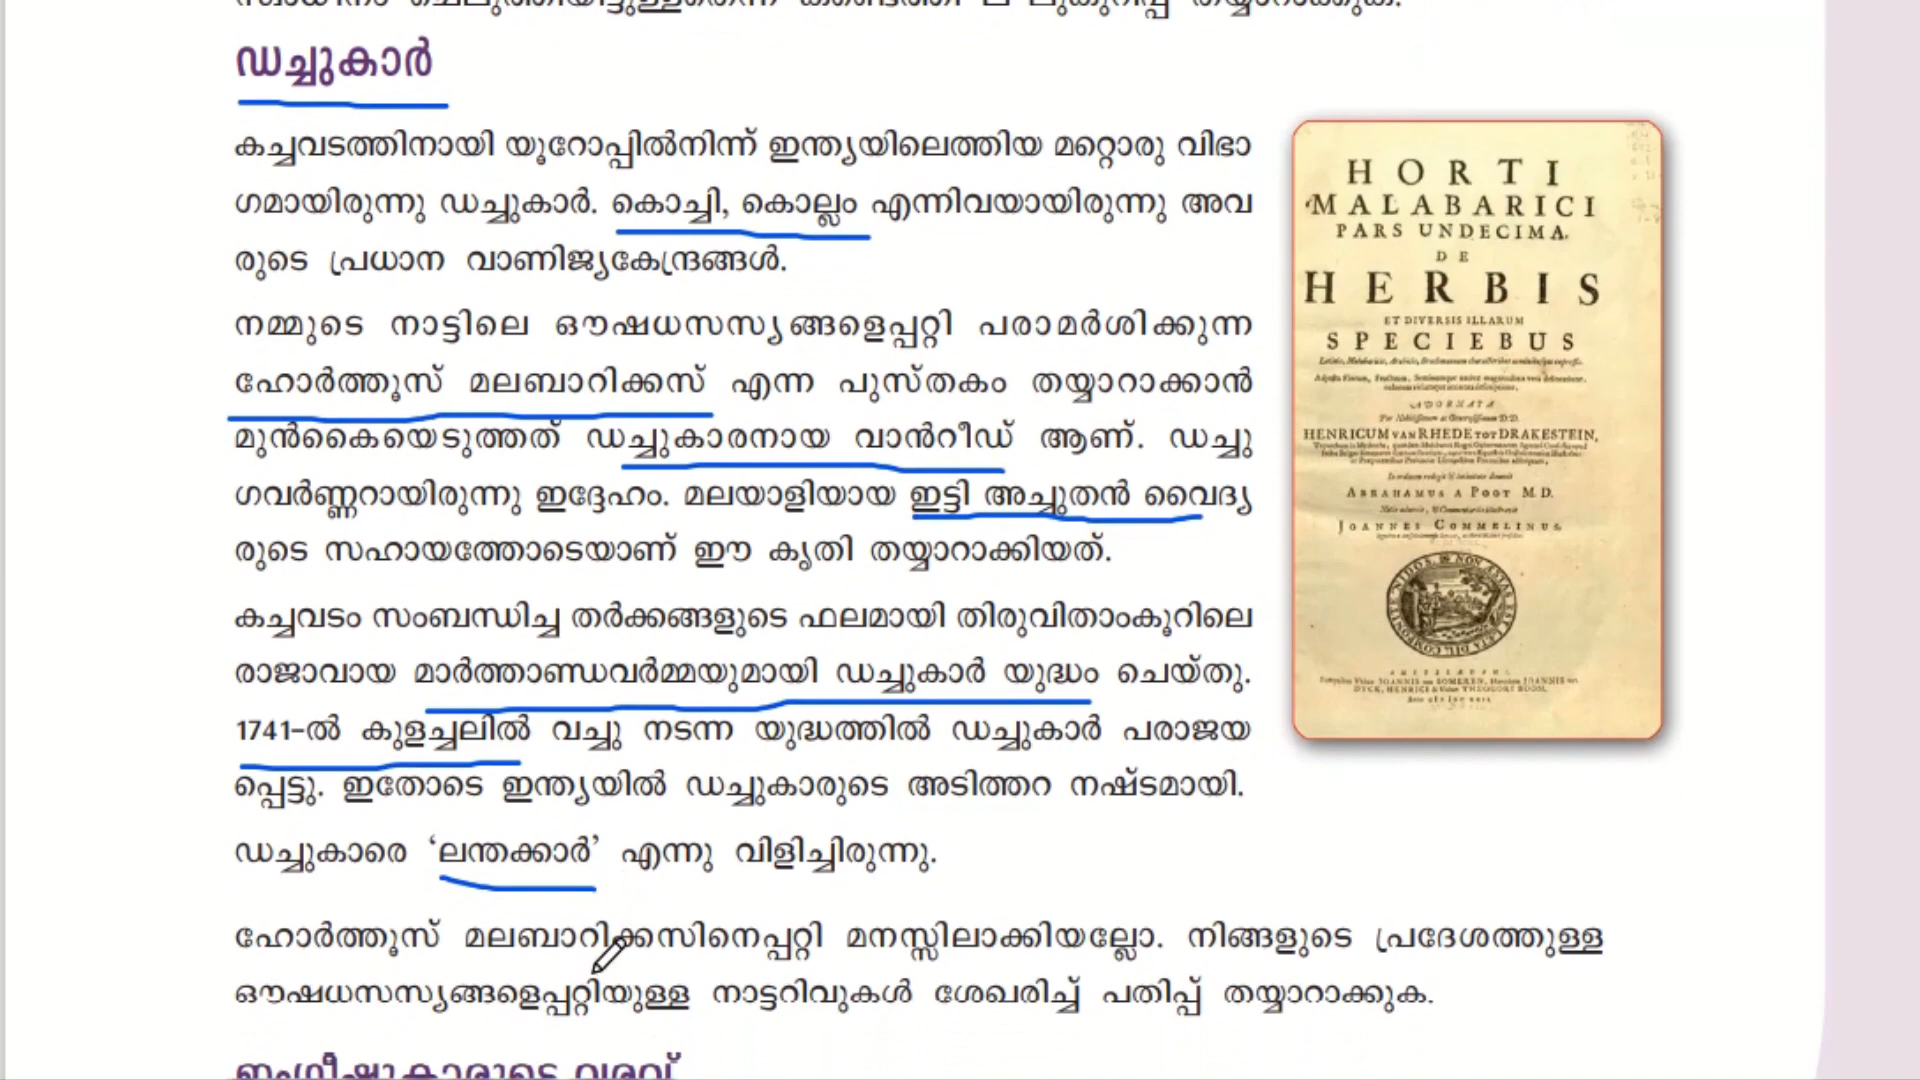 ഡച്ചുകാർ
കച്ചവടത്തിനായി യൂറോപ്പിൽനിന്ന് ഇന്ത്യയിലെത്തിയ മറ്റൊരു വിഭാ
ഗമായിരുന്നു ഡച്ചുകാർ. കൊച്ചി, കൊല്ലം എന്നിവയായിരുന്നു അവ
രുടെ പ്രധാന വാണിജ്യകേന്ദ്രങ്ങൾ.
നമ്മുടെ നാട്ടിലെ ഔഷധസസ്യങ്ങളെപ്പറ്റി പരാമർശിക്കുന്ന
ഹോർത്തൂസ് മലബാറിക്കസ് എന്ന പുസ്തകം തയ്യാറാക്കാൻ
മുൻകൈയെടുത്തത് ഡച്ചുകാരനായ വാൻറീഡ് ആണ്. ഡച്ചു
ഗവർണ്ണറായിരുന്നു ഇദ്ദേഹം. മലയാളിയായ ഇട്ടി അച്ചുതൻ വൈദ്യ
രുടെ സഹായത്തോടെയാണ് ഈ കൃതി തയ്യാറാക്കിയത്.
കച്ചവടം സംബന്ധിച്ച തർക്കങ്ങളുടെ ഫലമായി തിരുവിതാംകൂറിലെ
രാജാവായ മാർത്താണ്ഡവർമ്മയുമായി ഡച്ചുകാർ യുദ്ധം ചെയ്തു.
1741-ൽ കുളച്ചലിൽ വച്ചു നടന്ന യുദ്ധത്തിൽ ഡച്ചുകാർ പരാജയ
പ്പെട്ടു. ഇതോടെ ഇന്ത്യയിൽ ഡച്ചുകാരുടെ അടിത്തറ നഷ്ടമായി.
ഡച്ചുകാരെ ‘ലന്തക്കാർ’ എന്നു വിളിച്ചിരുന്നു.
ഹോർത്തൂസ് മലബാറിക്കസിനെപ്പറ്റി മനസ്സിലാക്കിയല്ലോ. നിങ്ങളുടെ പ്രദേശത്തുള്ള
ഔഷധസസ്യങ്ങളെപ്പറ്റിയുള്ള നാട്ടറിവുകൾ ശേഖരിച്ച് പതിപ്പ് തയ്യാറാക്കുക.
HORTI
MALABARICI
PARS UNDECIMA.
DE
HERBIS
ET DIVERSIS ILLARUM
SPECIEBUS
ADORNATA
HENRICUM VAN RHEDE TOT DRAKESTEIN,
ABRAHAMUS A POOT M.D.
JOANNES COMMELINUS.